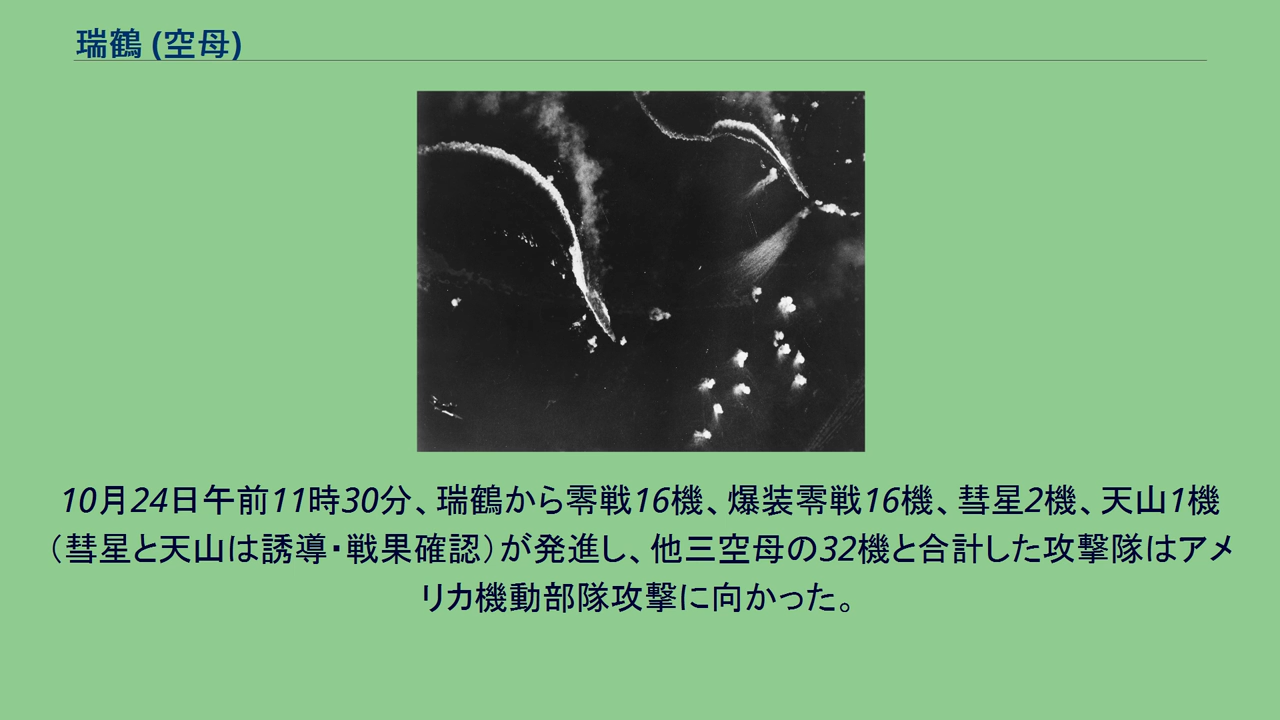 瑞鶴 (空母)
10月24日午前11時30分、瑞鶴から零戦16機、爆装零戦16機、彗星2機、天山1機
（彗星と天山は誘導・戦果確認）が発進し、他三空母の32機と合計した攻撃隊はアメ
リカ機動部隊攻撃に向かった。